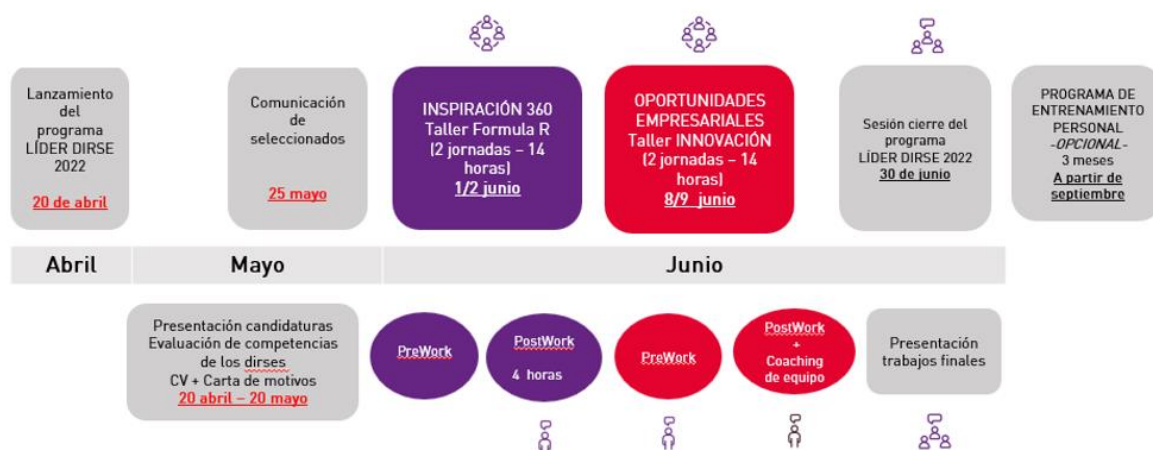 Lanzamiento
del
programa
LÍDER DIRSE
2022
20 de abril
Comunicación
de
seleccionados
25 mayo
INSPIRACIÓN 360
Taller Formula R
(2 jornadas – 14
horas)
1/2 junio
OPORTUNIDADES
EMPRESARIALES
Taller INNOVACIÓN
(2 jornadas – 14
horas)
8/9 junio
Sesión cierre del
programa
LÍDER DIRSE 2022
30 de junio
PROGRAMA DE
ENTRENAMIENTO
PERSONAL
-OPCIONAL-
3 meses
A partir de
septiembre
Abril
Mayo
Junio
Presentación candidaturas
Evaluación de competencias
de los dirses
CV + Carta de motivos
20 abril – 20 mayo
PreWork
PostWork
4 horas
PreWork
PostWork
+
Coaching
de equipo
Presentación
trabajos finales